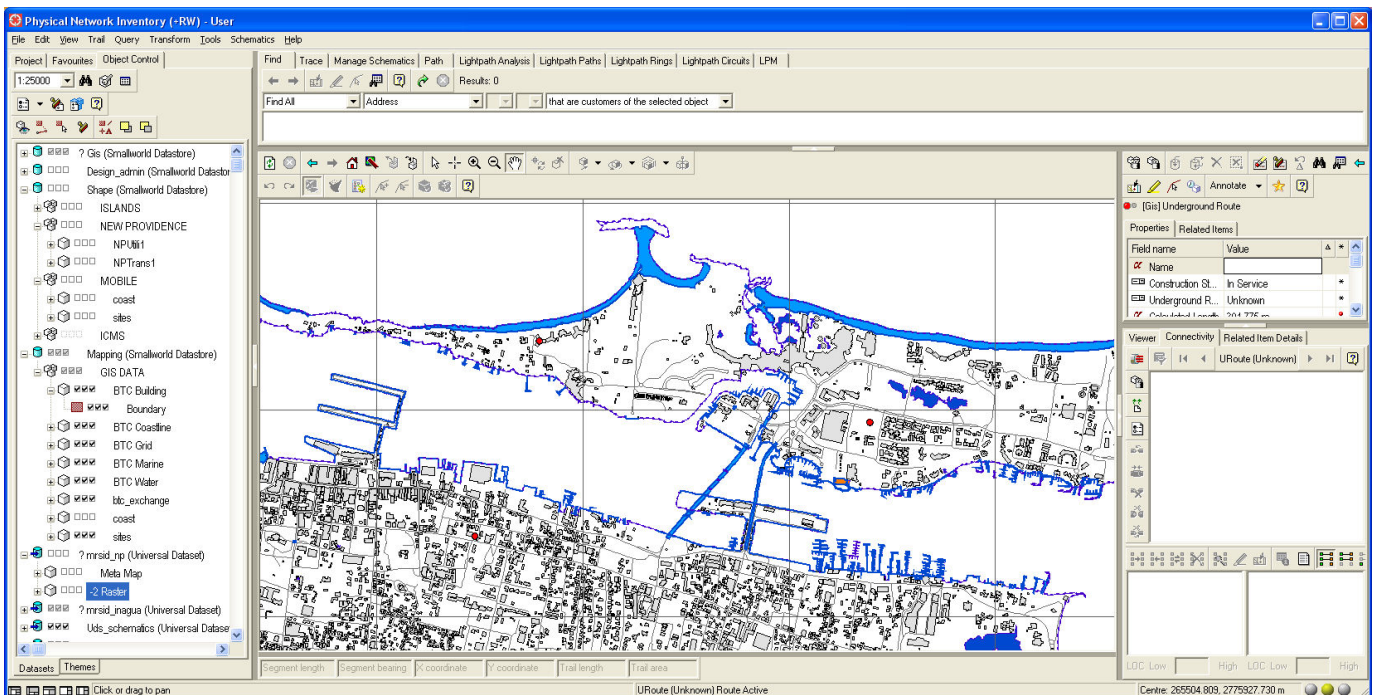 Physical Network Inventory (+RW) - User
File Edit View Trail Query Transform Tools Schematics Help
Project Favourites Object Control
1:25000
? Gis (Smallworld Datastore)
Design_admin (Smallworld Datastor
Shape (Smallworld Datastore)
ISLANDS
NEW PROVIDENCE
NPUtil1
NPTrans1
MOBILE
coast
sites
ICMS
Mapping (Smallworld Datastore)
GIS DATA
BTC Building
Boundary
BTC Coastline
BTC Grid
BTC Marine
BTC Water
btc_exchange
coast
sites
? mrsid_np (Universal Dataset)
Meta Map
-2 Raster
? mrsid_inagua (Universal Dataset)
Uds_schematics (Universal Datase
Datasets Themes
Find Trace Manage Schematics Path Lightpath Analysis Lightpath Paths Lightpath Rings Lightpath Circuits LPM
Results: 0
Find All Address that are customers of the selected object
Segment length Segment bearing X coordinate Y coordinate Trail length Trail area
Annotate
[Gis] Underground Route
Properties Related Items
Field name Value
Name
Construction St... In Service
Underground R... Unknown
Calculated Length 204.775 m
Viewer Connectivity Related Item Details
URoute (Unknown)
LOC Low High LOC Low High
Click or drag to pan
URoute (Unknown) Route Active
Centre: 265504.809, 2775927.730 m